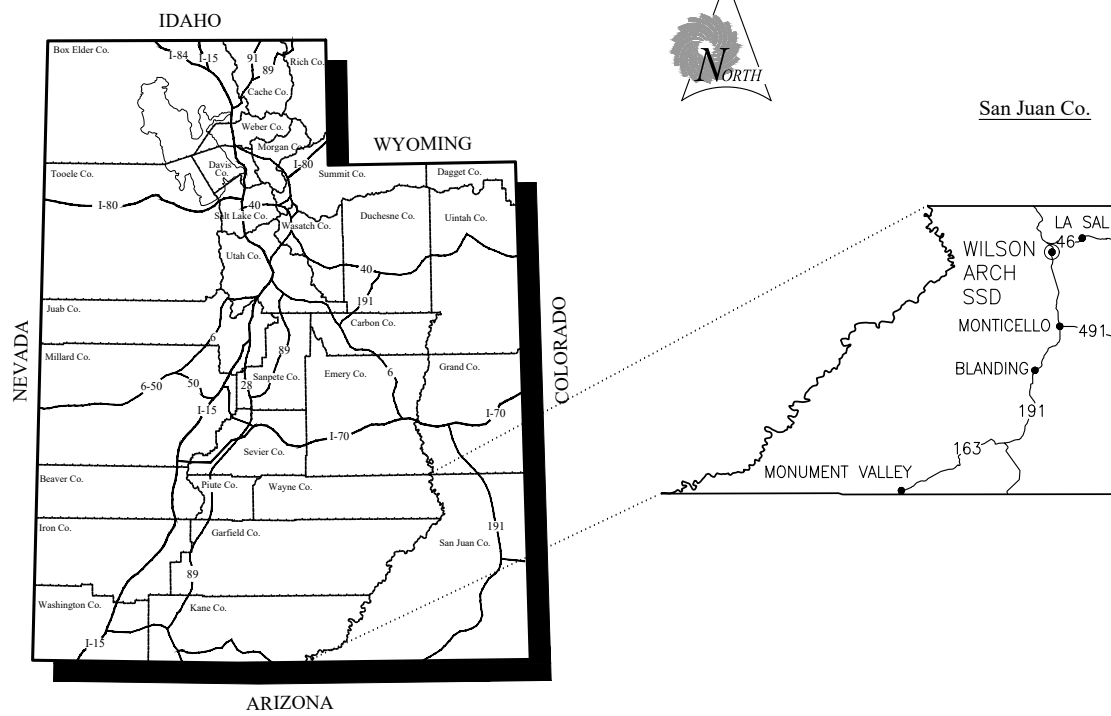 IDAHO
Box Elder Co.
I-84
I-15
91
89
Rich Co.
Cache Co.
Weber Co.
Morgan Co.
WYOMING
Tooele Co.
Davis
Co.
I-80
Summit Co.
Dagget Co.
I-80
40
Salt Lake Co.
Wasatch Co.
Duchesne Co.
Uintah Co.
Utah Co.
40
191
Juab Co.
Carbon Co.
NEVADA
COLORADO
Millard Co.
6
89
Sanpete Co.
Emery Co.
Grand Co.
6-50
50
28
6
I-15
I-70
I-70
Sevier Co.
Beaver Co.
Piute Co.
Wayne Co.
Iron Co.
Garfield Co.
191
San Juan Co.
89
Washington Co.
Kane Co.
I-15
ARIZONA
NORTH
San Juan Co.
LA SAL
46
WILSON
ARCH
SSD
MONTICELLO
491
BLANDING
191
163
MONUMENT VALLEY